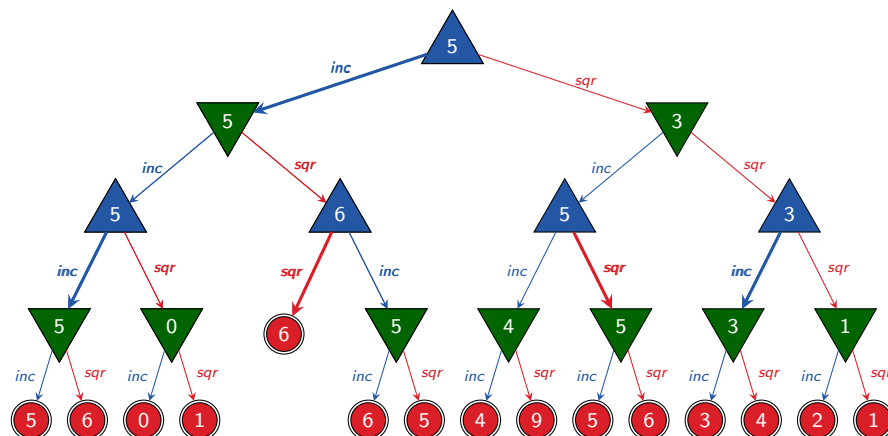 5
inc sqr
5 3
inc sqr inc sqr
5 6 5 3
inc sqr sqr inc inc sqr inc sqr
5 0 6 5 4 5 3 1
inc sqr inc sqr inc sqr inc sqr inc sqr inc sqr inc sqr
5 6 0 1 6 5 4 9 5 6 3 4 2 1